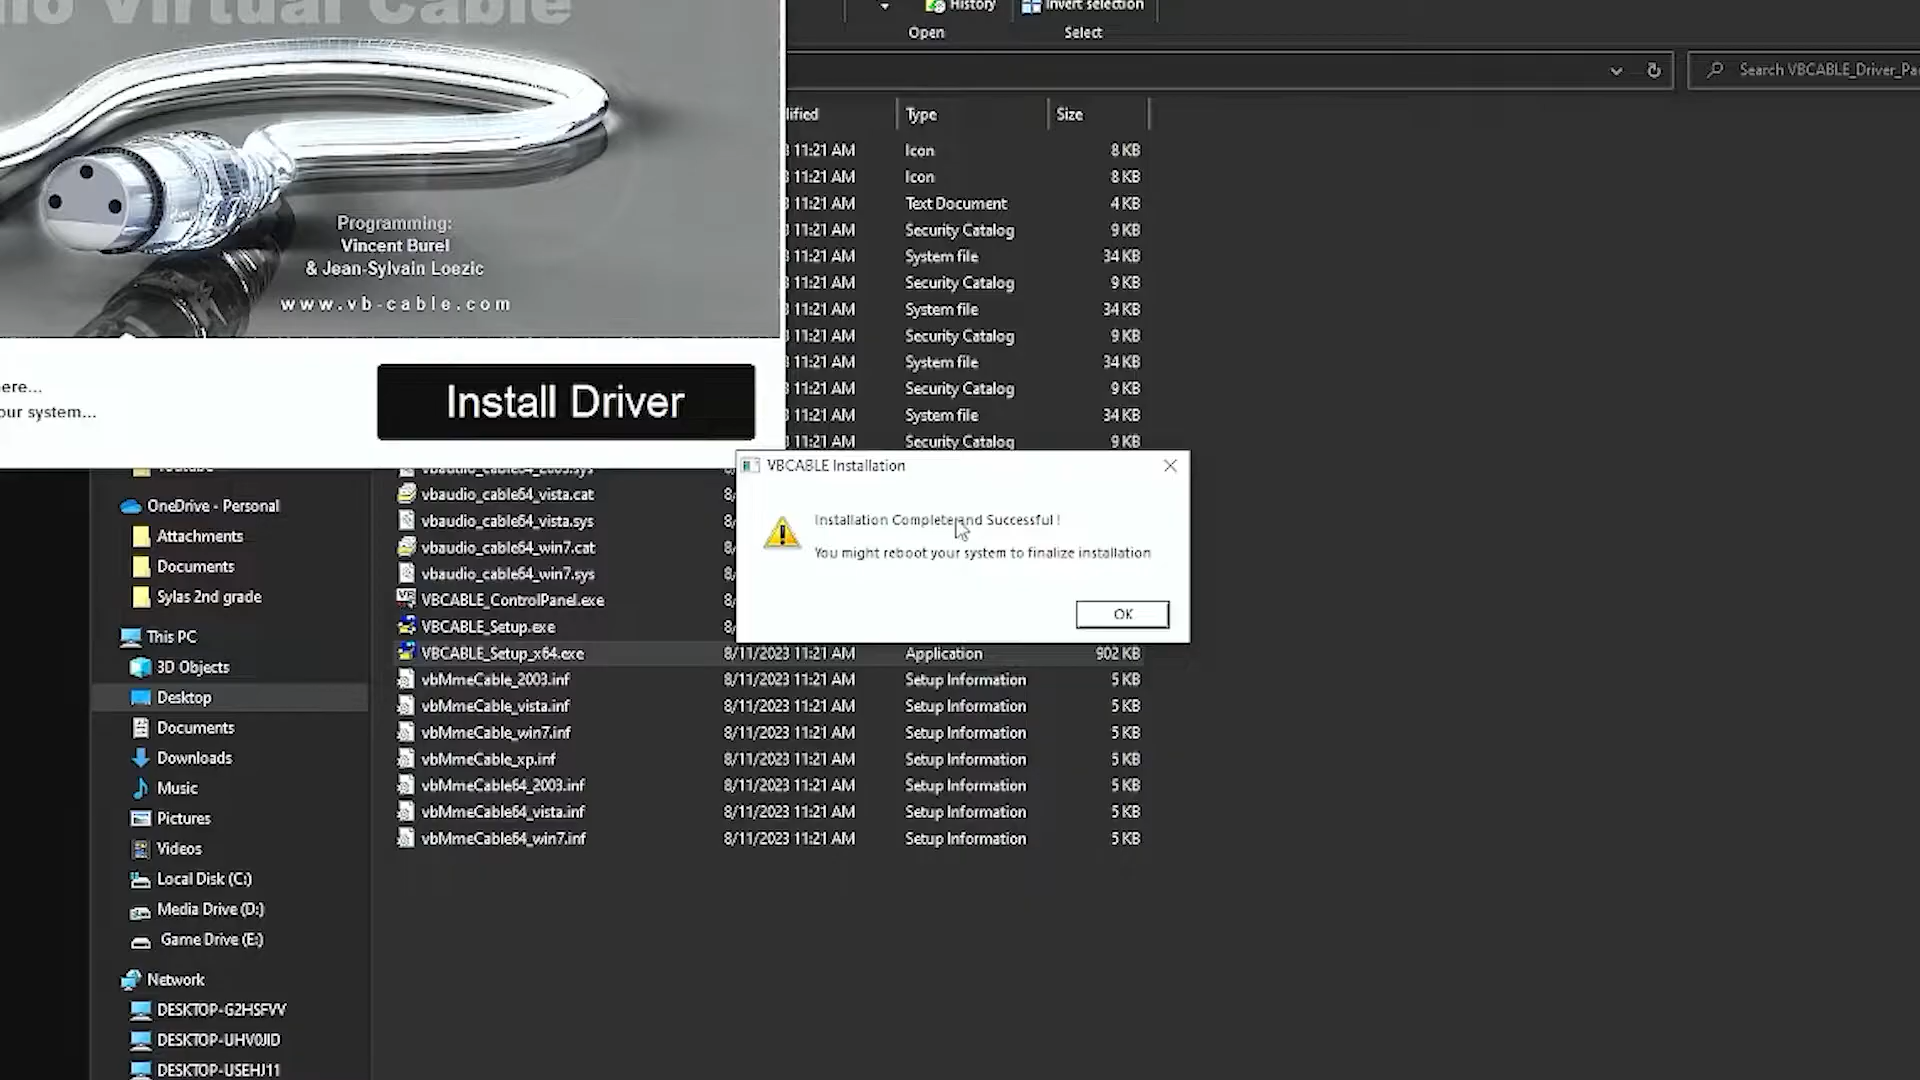 Virtual Cable
Programming:
Vincent Burel
& Jean-Sylvain Loezic
www.vb-cable.com
ere...
our system...
Install Driver
History
Invert selection
Open
Select
Search VBCABLE_Driver_Pa
Type
Size
11:21 AM Icon 8 KB
11:21 AM Icon 8 KB
11:21 AM Text Document 4 KB
11:21 AM Security Catalog 9 KB
11:21 AM System file 34 KB
11:21 AM Security Catalog 9 KB
11:21 AM System file 34 KB
11:21 AM Security Catalog 9 KB
11:21 AM System file 34 KB
11:21 AM Security Catalog 9 KB
11:21 AM System file 34 KB
11:21 AM Security Catalog 9 KB
VBCABLE Installation
Installation Complete and Successful !
You might reboot your system to finalize installation
OK
OneDrive - Personal
Attachments
Documents
Sylas 2nd grade
This PC
3D Objects
Desktop
Documents
Downloads
Music
Pictures
Videos
Local Disk (C:)
Media Drive (D:)
Game Drive (E:)
Network
DESKTOP-G2HSFVV
DESKTOP-UHV0JID
DESKTOP-USEHJ11
vbaudio_cable64_2003.sys
vbaudio_cable64_vista.cat 8/
vbaudio_cable64_vista.sys 8/
vbaudio_cable64_win7.cat 8/
vbaudio_cable64_win7.sys 8/
VBCABLE_ControlPanel.exe 8/
VBCABLE_Setup.exe 8/
VBCABLE_Setup_x64.exe 8/11/2023 11:21 AM Application 902 KB
vbMmeCable_2003.inf 8/11/2023 11:21 AM Setup Information 5 KB
vbMmeCable_vista.inf 8/11/2023 11:21 AM Setup Information 5 KB
vbMmeCable_win7.inf 8/11/2023 11:21 AM Setup Information 5 KB
vbMmeCable_xp.inf 8/11/2023 11:21 AM Setup Information 5 KB
vbMmeCable64_2003.inf 8/11/2023 11:21 AM Setup Information 5 KB
vbMmeCable64_vista.inf 8/11/2023 11:21 AM Setup Information 5 KB
vbMmeCable64_win7.inf 8/11/2023 11:21 AM Setup Information 5 KB